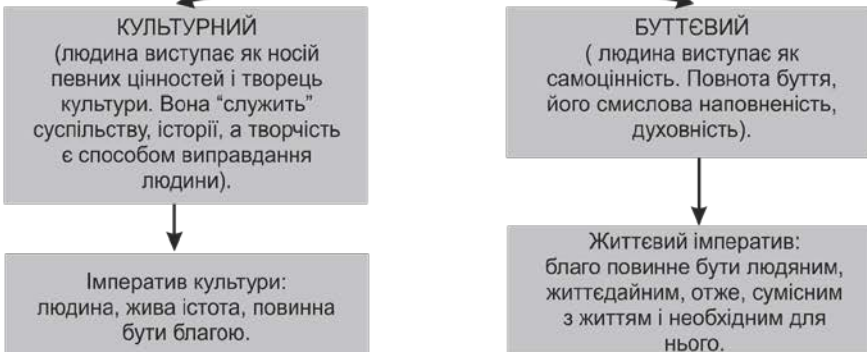 КУЛЬТУРНИЙ
(людина виступає як носій
певних цінностей і творець
культури. Вона “служить”
суспільству, історії, а творчість
є способом виправдання
людини).
Імператив культури:
людина, жива істота, повинна
бути благою.
БУТТЄВИЙ
( людина виступає як
самоцінність. Повнота буття,
його смислова наповненість,
духовність).
Життєвий імператив:
благо повинне бути людяним,
життєдайним, отже, сумісним
з життям і необхідним для
нього.